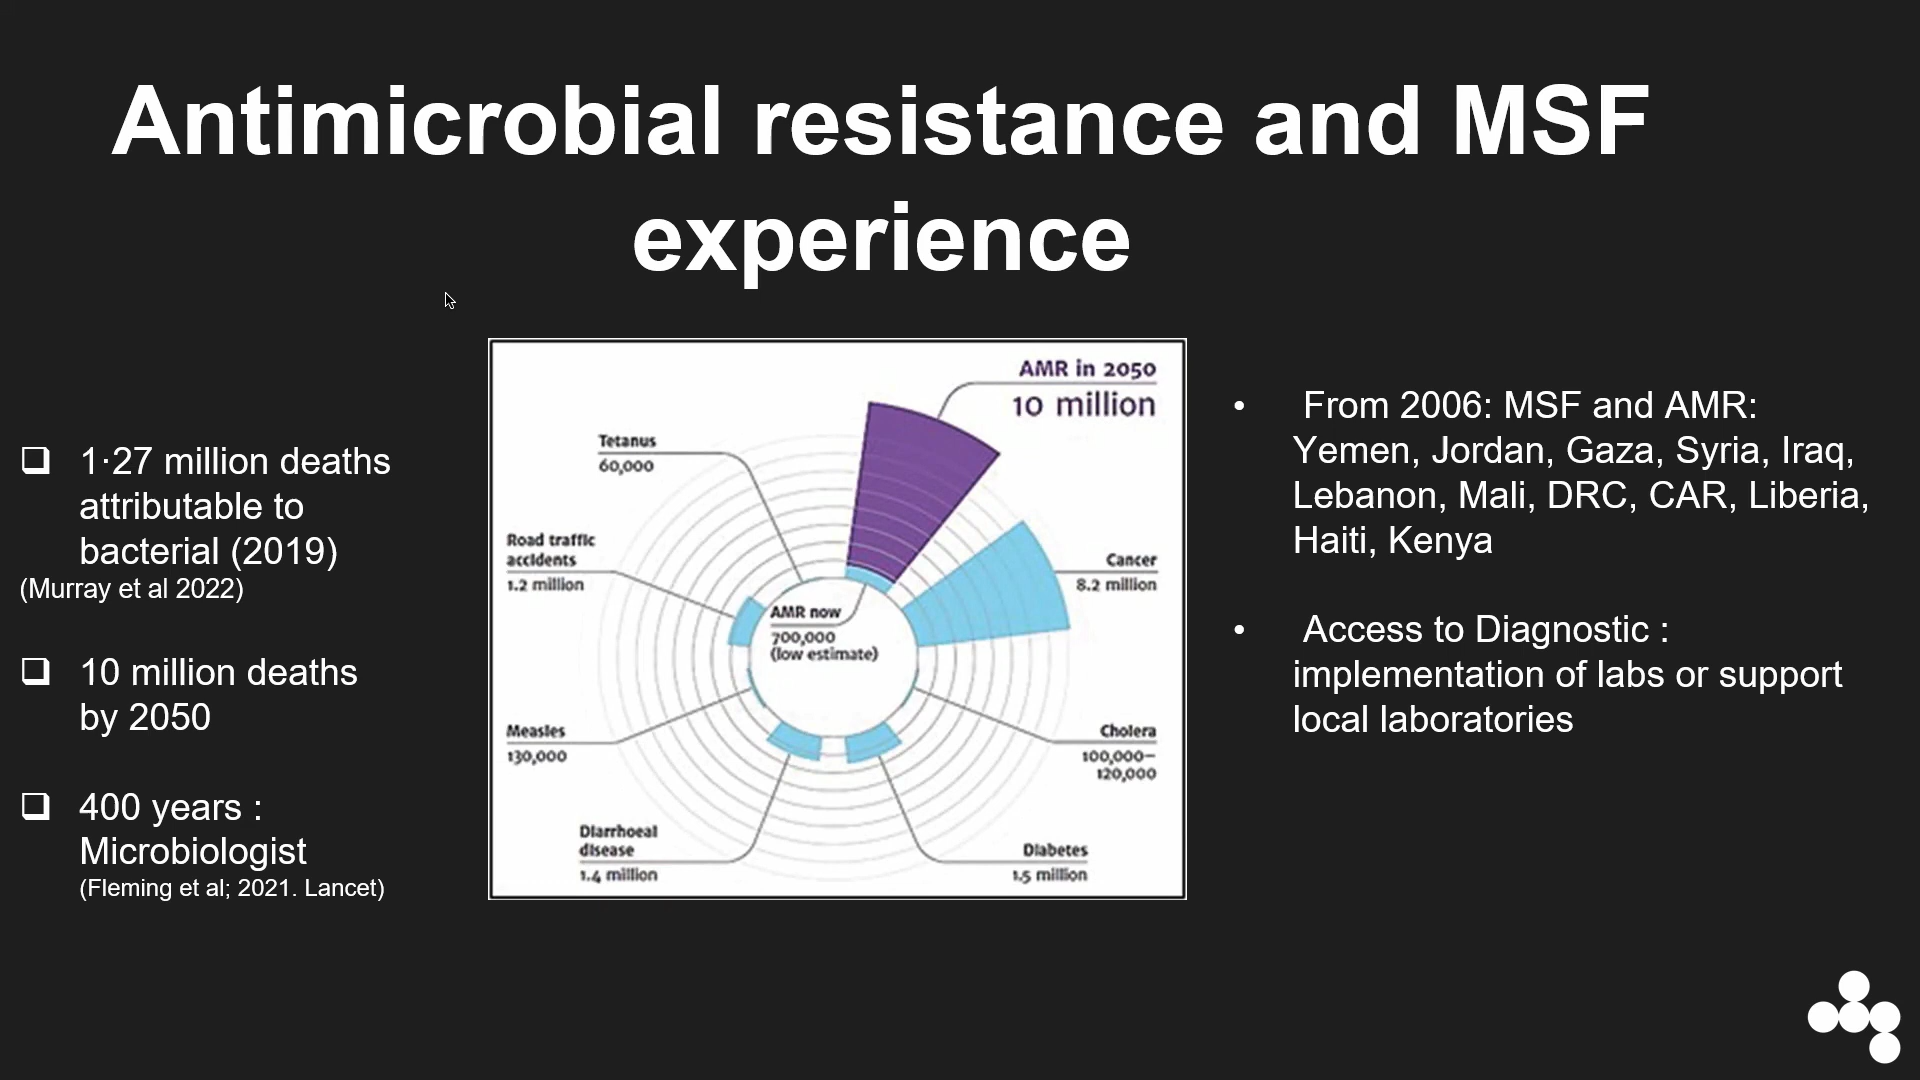 Antimicrobial resistance and MSF
experience
1·27 million deaths
attributable to
bacterial (2019)
(Murray et al 2022)
10 million deaths
by 2050
400 years :
Microbiologist
(Fleming et al; 2021. Lancet)
AMR in 2050
10 million
Tetanus
60,000
Road traffic
accidents
1.2 million
AMR now
700,000
(low estimate)
Cancer
8.2 million
Measles
130,000
Cholera
100,000–
120,000
Diarrhoeal
disease
1.4 million
Diabetes
1.5 million
• From 2006: MSF and AMR:
Yemen, Jordan, Gaza, Syria, Iraq,
Lebanon, Mali, DRC, CAR, Liberia,
Haiti, Kenya
• Access to Diagnostic :
implementation of labs or support
local laboratories